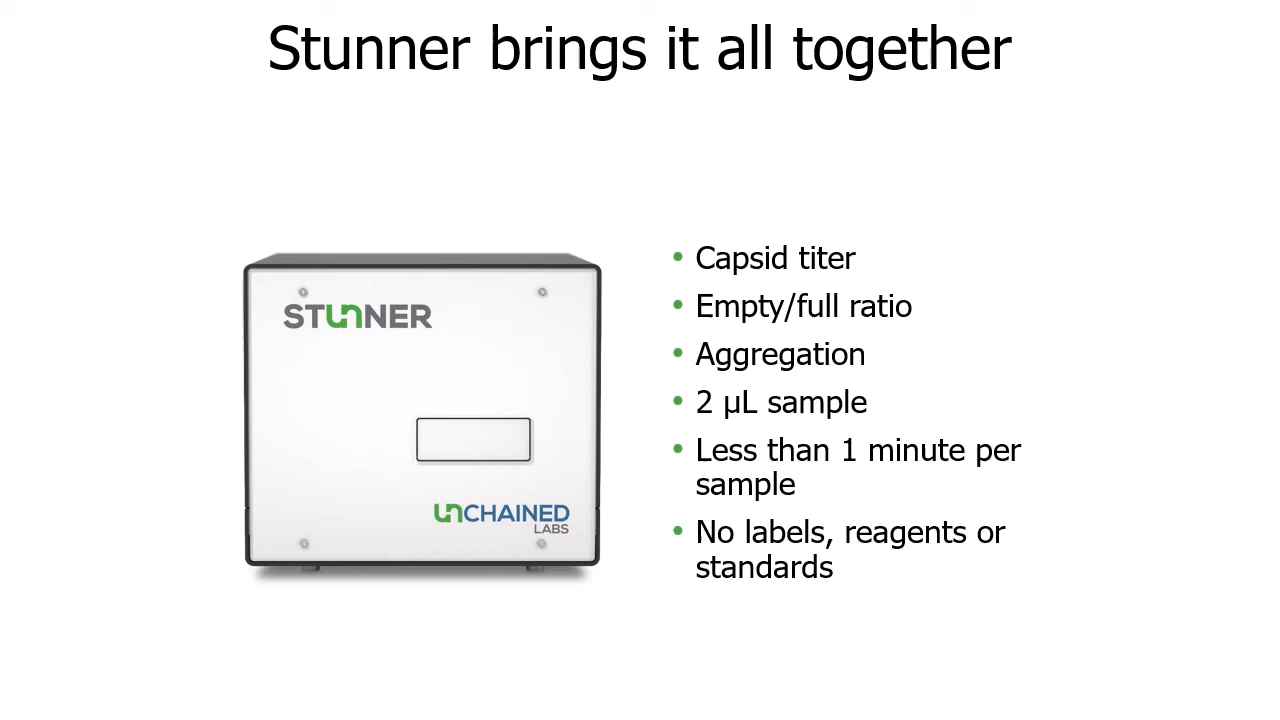 Stunner brings it all together
STUNNER
UNCHAINED
LABS
• Capsid titer
• Empty/full ratio
• Aggregation
• 2 µL sample
• Less than 1 minute per
sample
• No labels, reagents or
standards